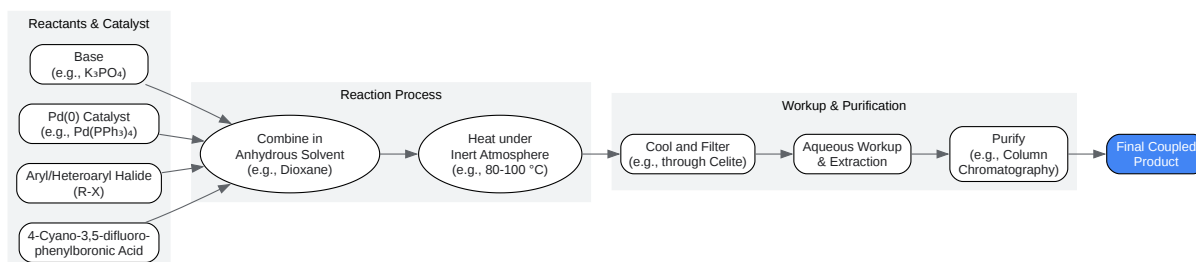 Reactants & Catalyst
Base
(e.g., K₃PO₄)
Pd(0) Catalyst
(e.g., Pd(PPh₃)₄)
Aryl/Heteroaryl Halide
(R-X)
4-Cyano-3,5-difluoro-
phenylboronic Acid
Reaction Process
Combine in
Anhydrous Solvent
(e.g., Dioxane)
Heat under
Inert Atmosphere
(e.g., 80-100 °C)
Workup & Purification
Cool and Filter
(e.g., through Celite)
Aqueous Workup
& Extraction
Purify
(e.g., Column
Chromatography)
Final Coupled
Product